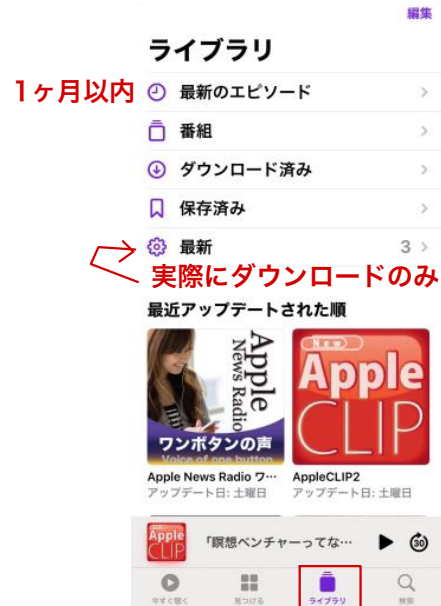 編集
ライブラリ
1ヶ月以内
最新のエピソード
番組
ダウンロード済み
保存済み
最新
3
実際にダウンロードのみ
最近アップデートされた順
Apple
News Radio
ワンボタンの声
Voice of one button
New
Apple
CLIP
Apple News Radio ワ…
AppleCLIP2
アップデート日: 土曜日
アップデート日: 土曜日
Apple
CLIP
「瞑想ベンチャーってな…
30
今すぐ聴く
見つける
ライブラリ
検索